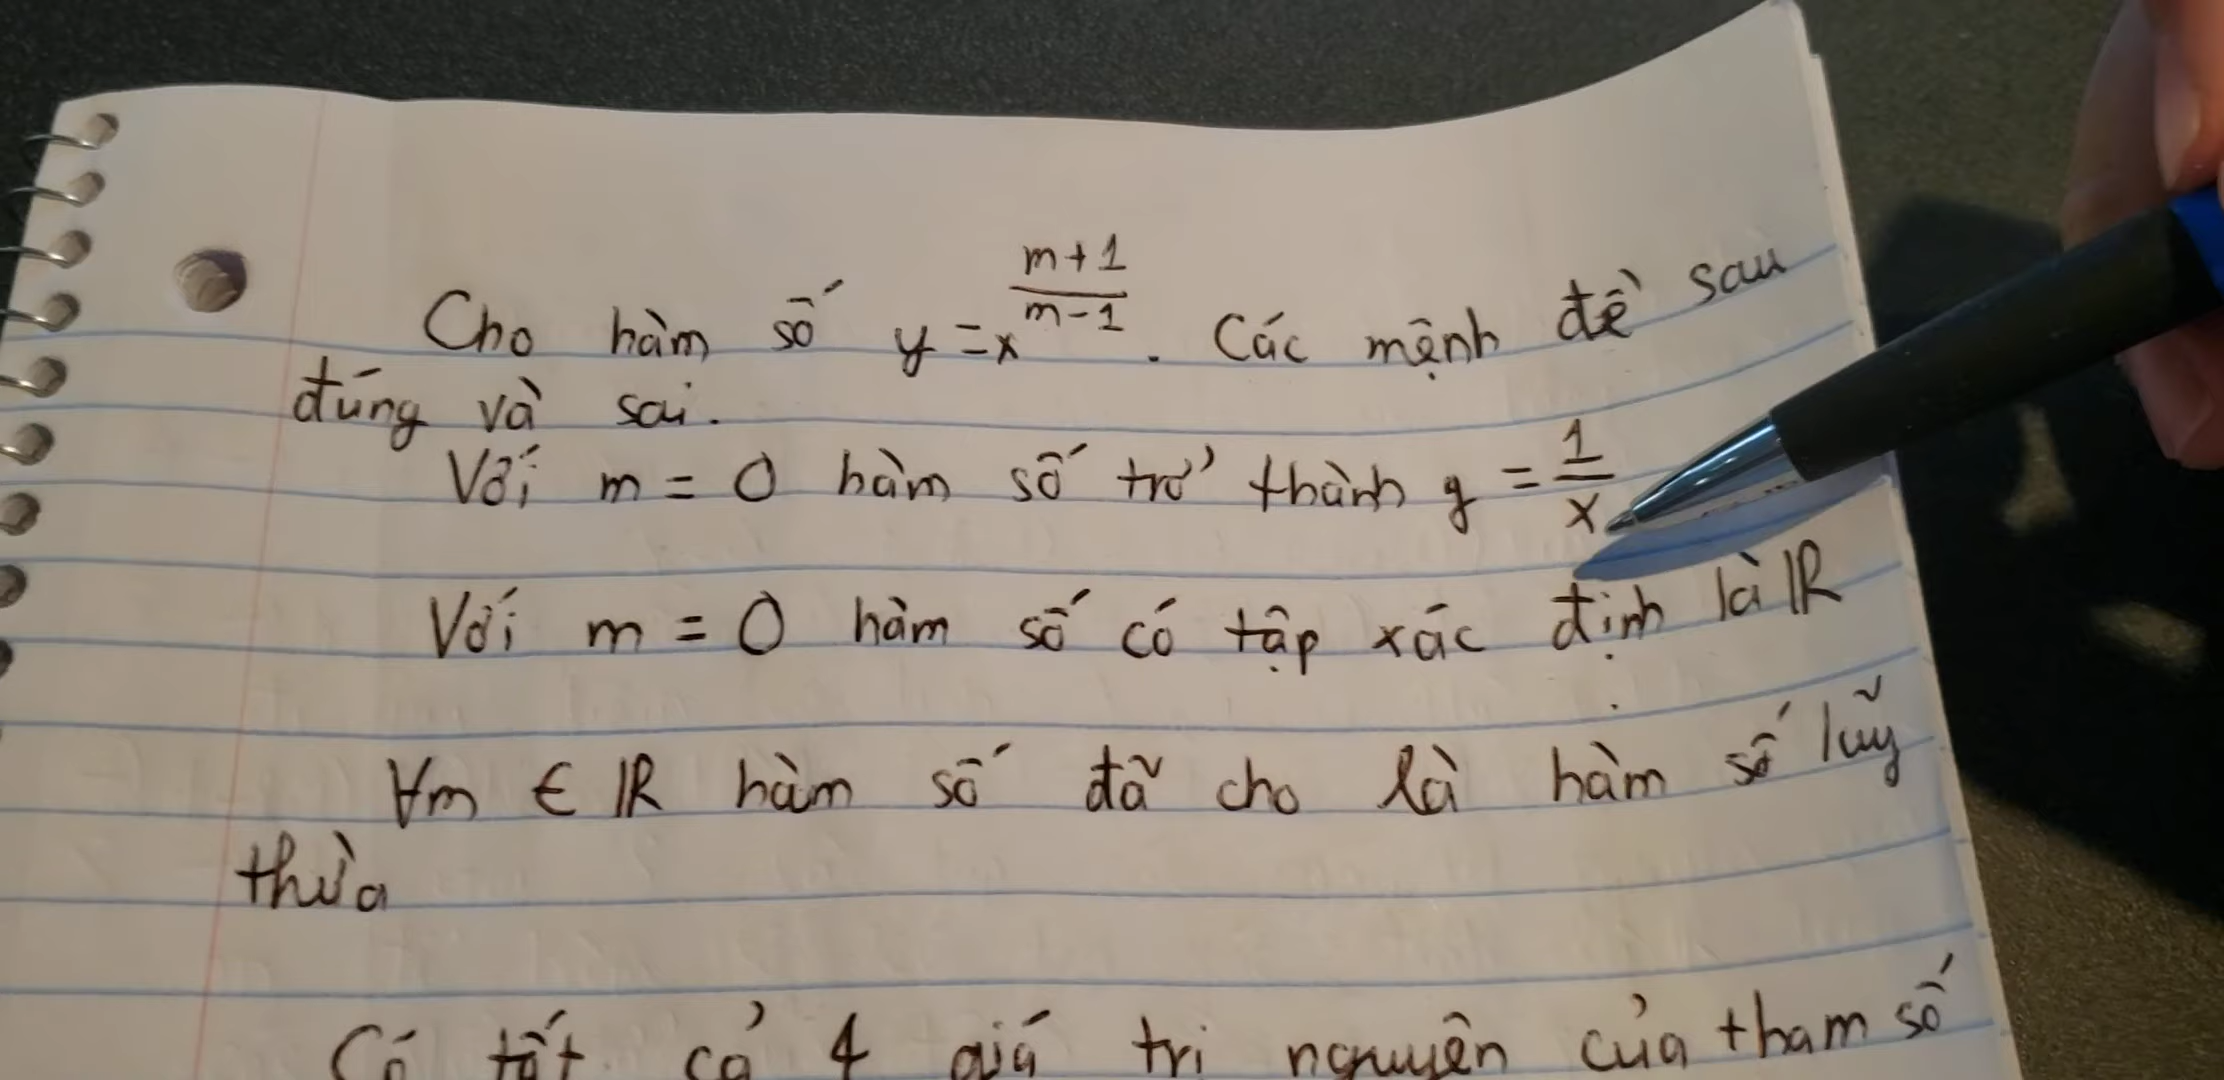 Cho hàm số y = x^{\frac{m+1}{m-1}}. Các mệnh đề sau
đúng và sai.
Với m = 0 hàm số trở thành y = \frac{1}{x}
Với m = 0 hàm số có tập xác định là ℝ
∀m ∈ ℝ hàm số đã cho là hàm số lũy
thừa
Có tất cả 4 giá trị nguyên của tham số